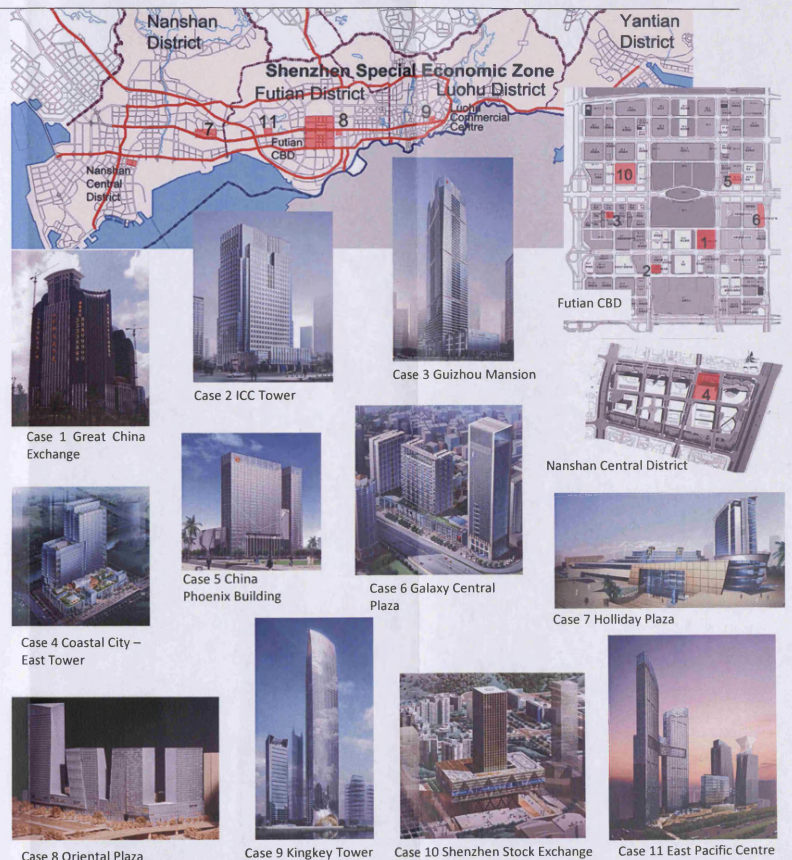 Nanshan
District
Yantian
District
Shenzhen Special Economic Zone
Futian District
Luohu District
7
11
8
9
Luohu
Commercial
Centre
Futian
CBD
Nanshan
Central
District
10
5
3
6
1
2
Futian CBD
Case 1 Great China
Exchange
Case 2 ICC Tower
Case 3 Guizhou Mansion
4
Nanshan Central District
Case 4 Coastal City –
East Tower
Case 5 China
Phoenix Building
Case 6 Galaxy Central
Plaza
Case 7 Holliday Plaza
Case 8 Oriental Plaza
Case 9 Kingkey Tower
Case 10 Shenzhen Stock Exchange
Case 11 East Pacific Centre